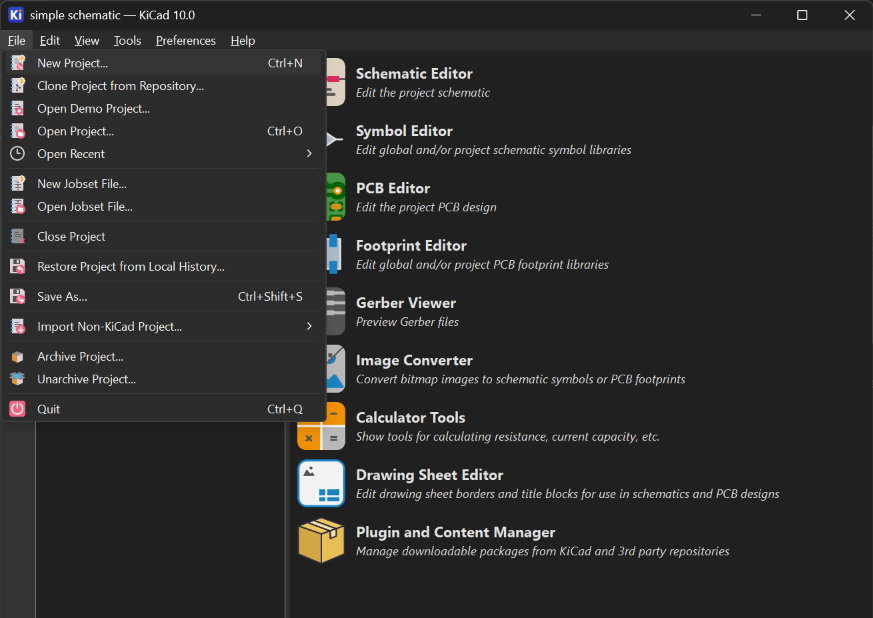 Ki simple schematic — KiCad 10.0
File Edit View Tools Preferences Help
New Project... Ctrl+N
Clone Project from Repository...
Open Demo Project...
Open Project... Ctrl+O
Open Recent
New Jobset File...
Open Jobset File...
Close Project
Restore Project from Local History...
Save As... Ctrl+Shift+S
Import Non-KiCad Project...
Archive Project...
Unarchive Project...
Quit Ctrl+Q
Schematic Editor
Edit the project schematic
Symbol Editor
Edit global and/or project schematic symbol libraries
PCB Editor
Edit the project PCB design
Footprint Editor
Edit global and/or project PCB footprint libraries
Gerber Viewer
Preview Gerber files
Image Converter
Convert bitmap images to schematic symbols or PCB footprints
Calculator Tools
Show tools for calculating resistance, current capacity, etc.
Drawing Sheet Editor
Edit drawing sheet borders and title blocks for use in schematics and PCB designs
Plugin and Content Manager
Manage downloadable packages from KiCad and 3rd party repositories